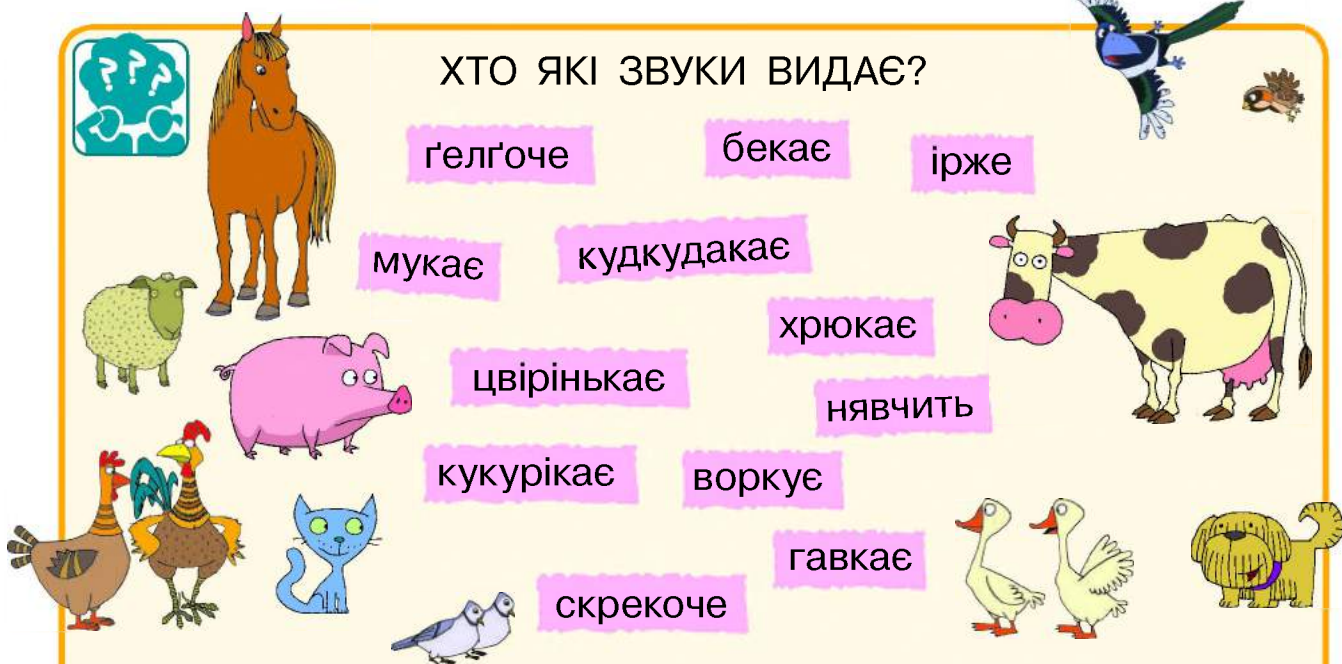 ???
ХТО ЯКІ ЗВУКИ ВИДАЄ?
ґелґоче
бекає
ірже
мукає
кудкудакає
хрюкає
цвірінькає
нявчить
кукурікає
воркує
гавкає
скрекоче